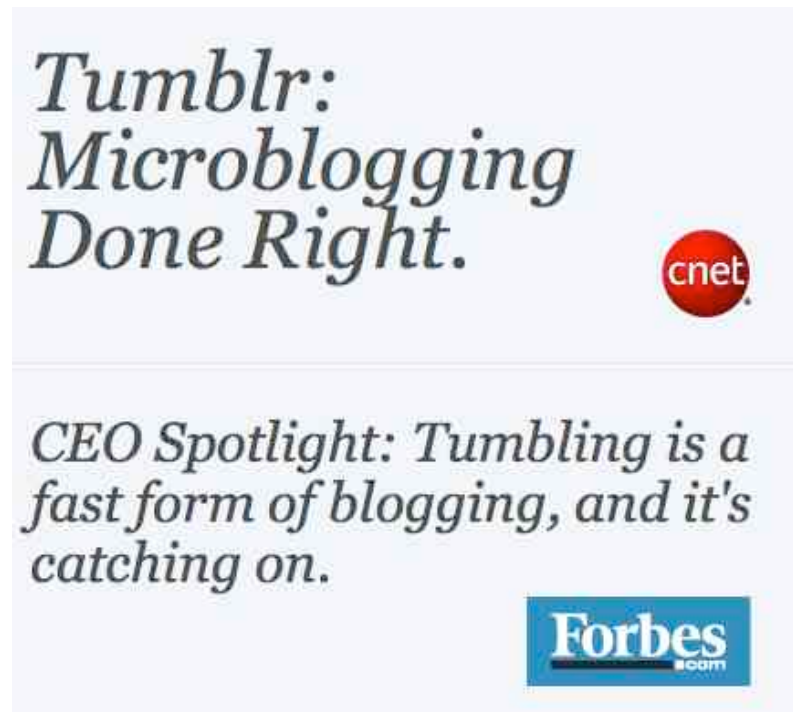 Tumblr:
Microblogging
Done Right.
cnet
CEO Spotlight: Tumbling is a
fast form of blogging, and it's
catching on.
Forbes
.com